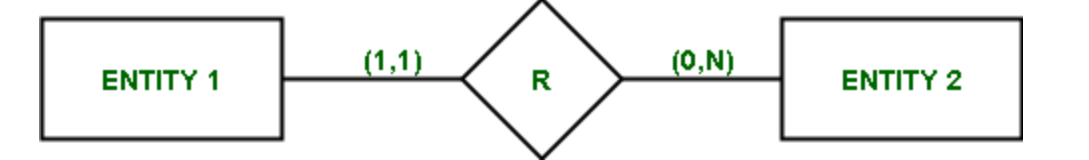 (1,1) (0,N)
ENTITY 1 R ENTITY 2